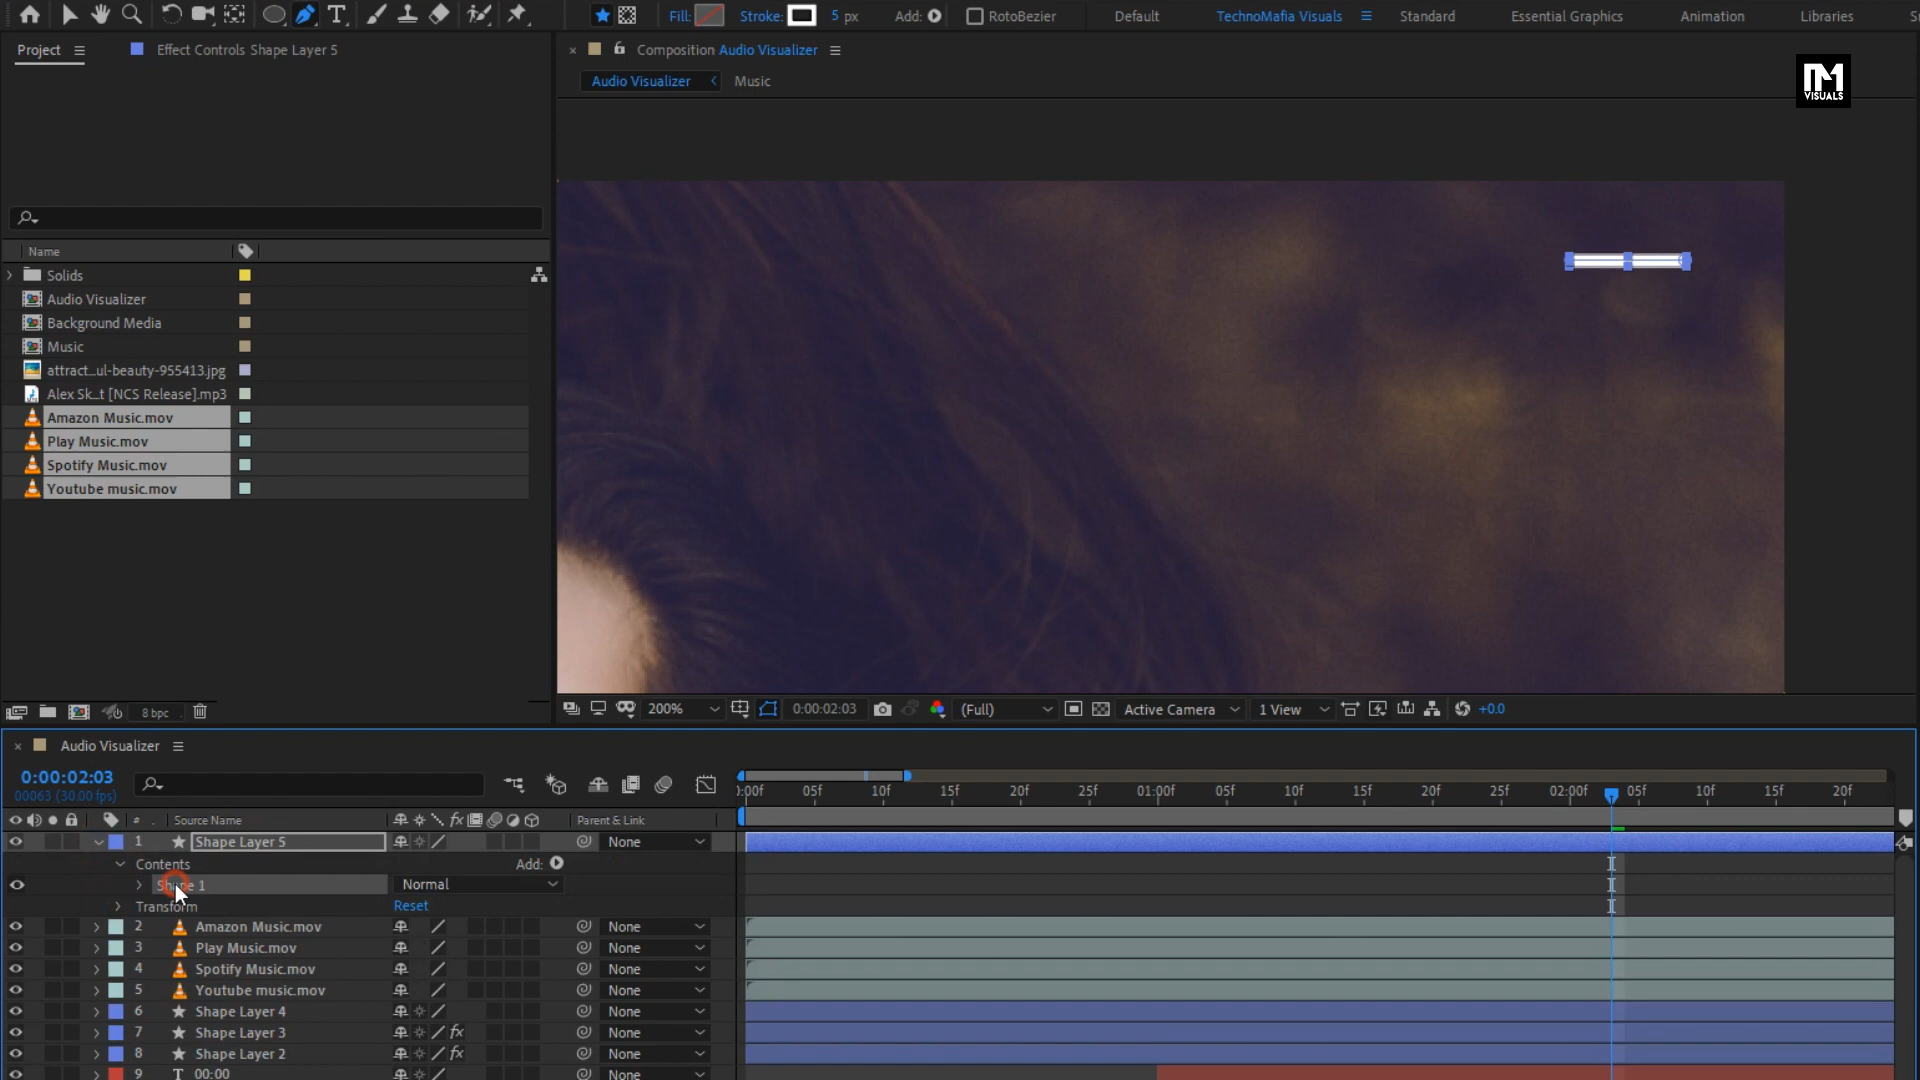 Fill: Stroke: 5 px Add: RotoBezier Default TechnoMafia Visuals Standard Essential Graphics Animation Libraries
Project Effect Controls Shape Layer 5
Composition Audio Visualizer
Audio Visualizer Music
VISUALS
Name
Solids
Audio Visualizer
Background Media
Music
attract...ul-beauty-955413.jpg
Alex Sk...t [NCS Release].mp3
Amazon Music.mov
Play Music.mov
Spotify Music.mov
Youtube music.mov
8 bpc
200% 0:00:02:03 (Full) Active Camera 1 View +0.0
Audio Visualizer
0:00:02:03
00063 (30.00 fps)
:00f 05f 10f 15f 20f 25f 01:00f 05f 10f 15f 20f 25f 02:00f 05f 10f 15f 20f
# Source Name Parent & Link
1 Shape Layer 5 None
Contents Add:
Shape 1 Normal
Transform Reset
2 Amazon Music.mov None
3 Play Music.mov None
4 Spotify Music.mov None
5 Youtube music.mov None
6 Shape Layer 4 None
7 Shape Layer 3 fx None
8 Shape Layer 2 fx None
9 T 00:00 None